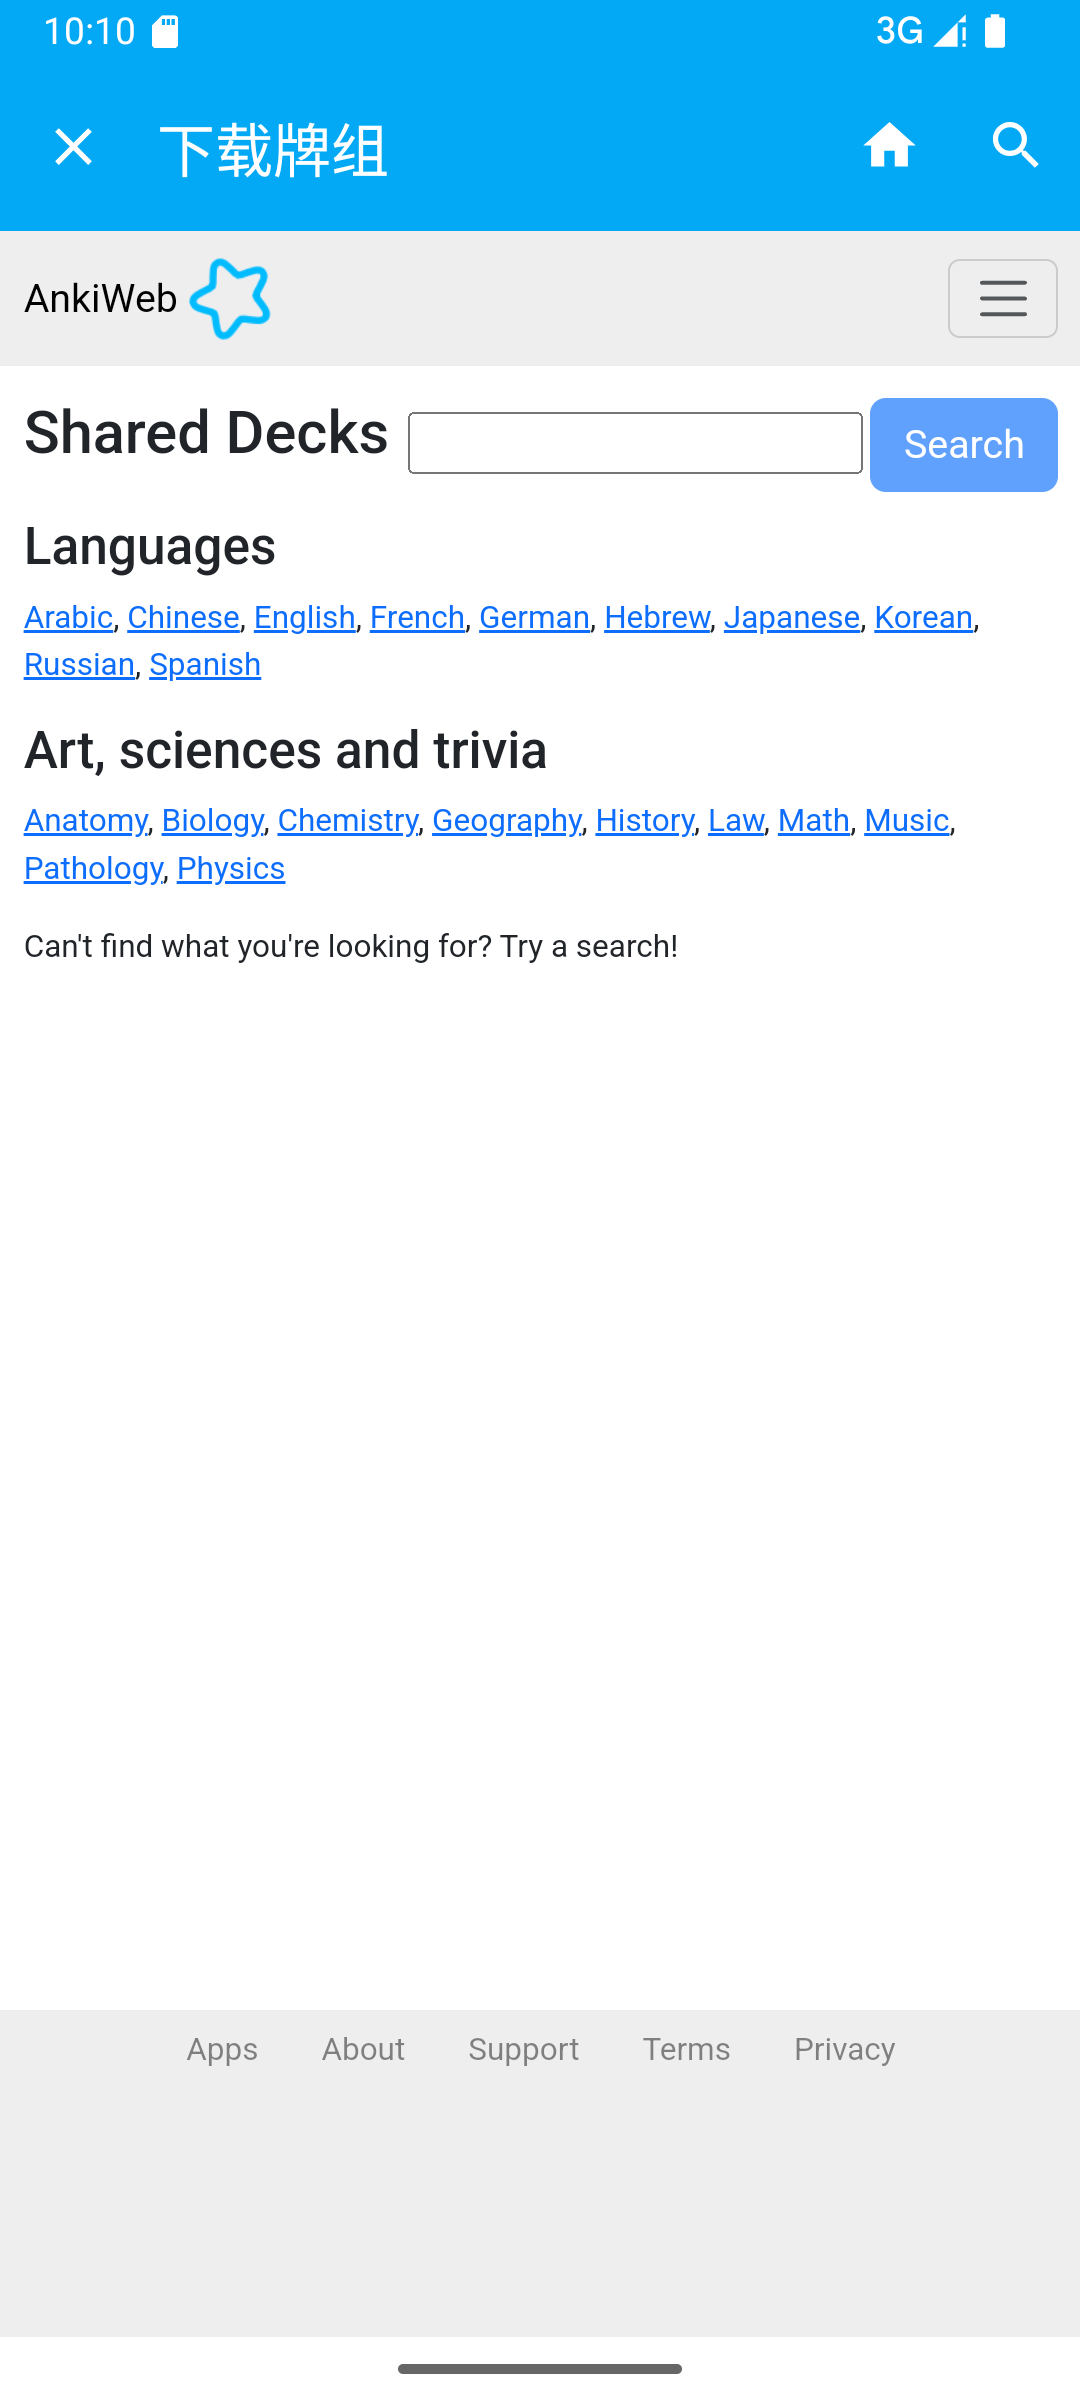 10:10 3G
下载牌组
AnkiWeb
Shared Decks Search
Languages
Arabic, Chinese, English, French, German, Hebrew, Japanese, Korean,
Russian, Spanish
Art, sciences and trivia
Anatomy, Biology, Chemistry, Geography, History, Law, Math, Music,
Pathology, Physics
Can't find what you're looking for? Try a search!
Apps About Support Terms Privacy